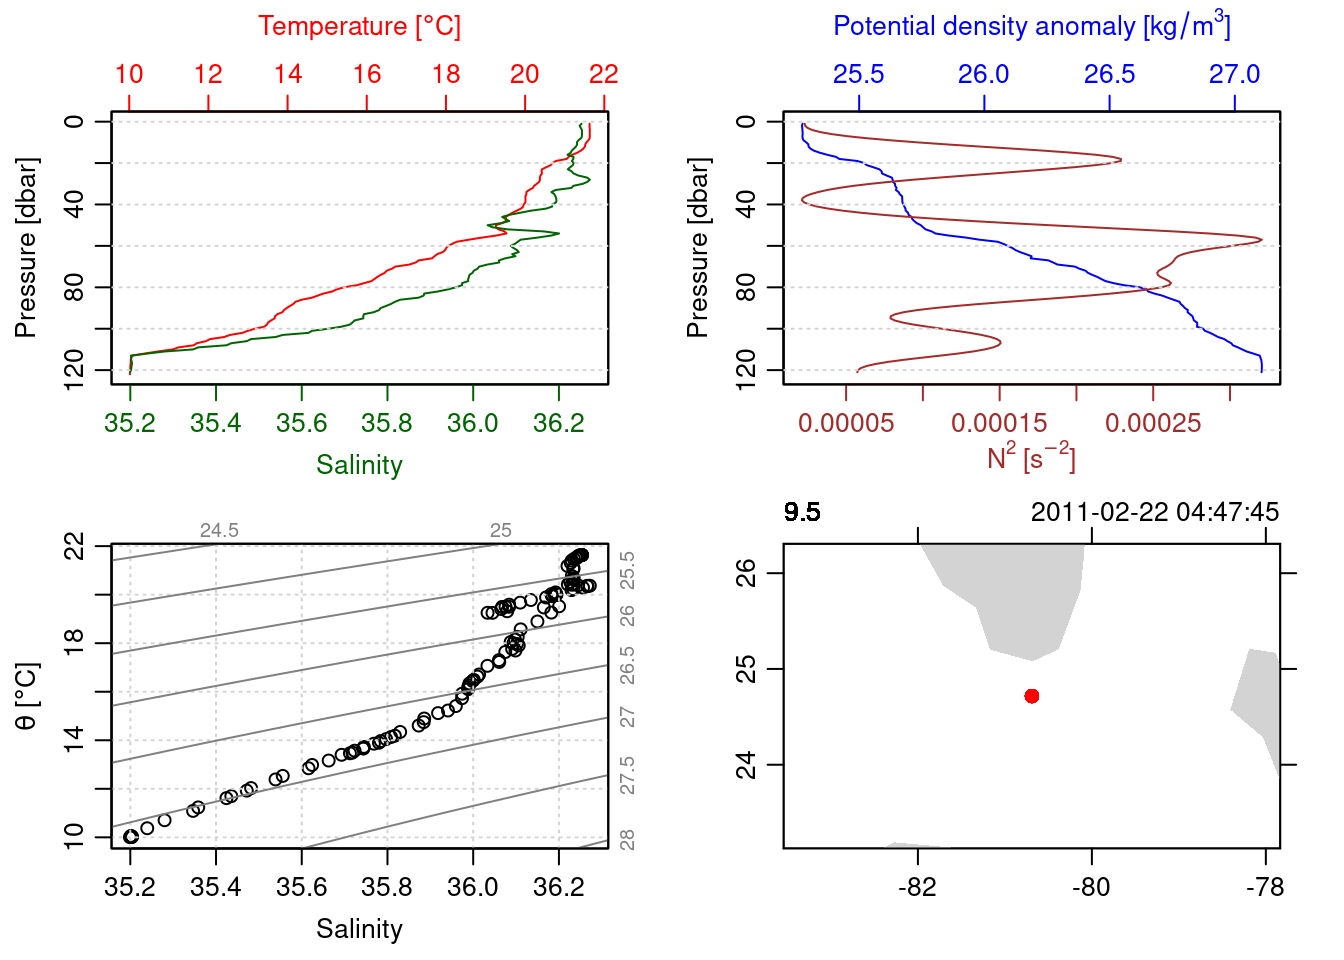 Temperature [°C]
10 12 14 16 18 20 22
0
40
80
120
Pressure [dbar]
35.2 35.4 35.6 35.8 36.0 36.2
Salinity
Potential density anomaly [kg/m³]
25.5 26.0 26.5 27.0
0
40
80
120
Pressure [dbar]
0.00005 0.00015 0.00025
N² [s⁻²]
24.5 25
25.5
26
26.5
27
27.5
28
22
18
14
10
θ [°C]
35.2 35.4 35.6 35.8 36.0 36.2
Salinity
9.5 2011-02-22 04:47:45
26
25
24
-82 -80 -78